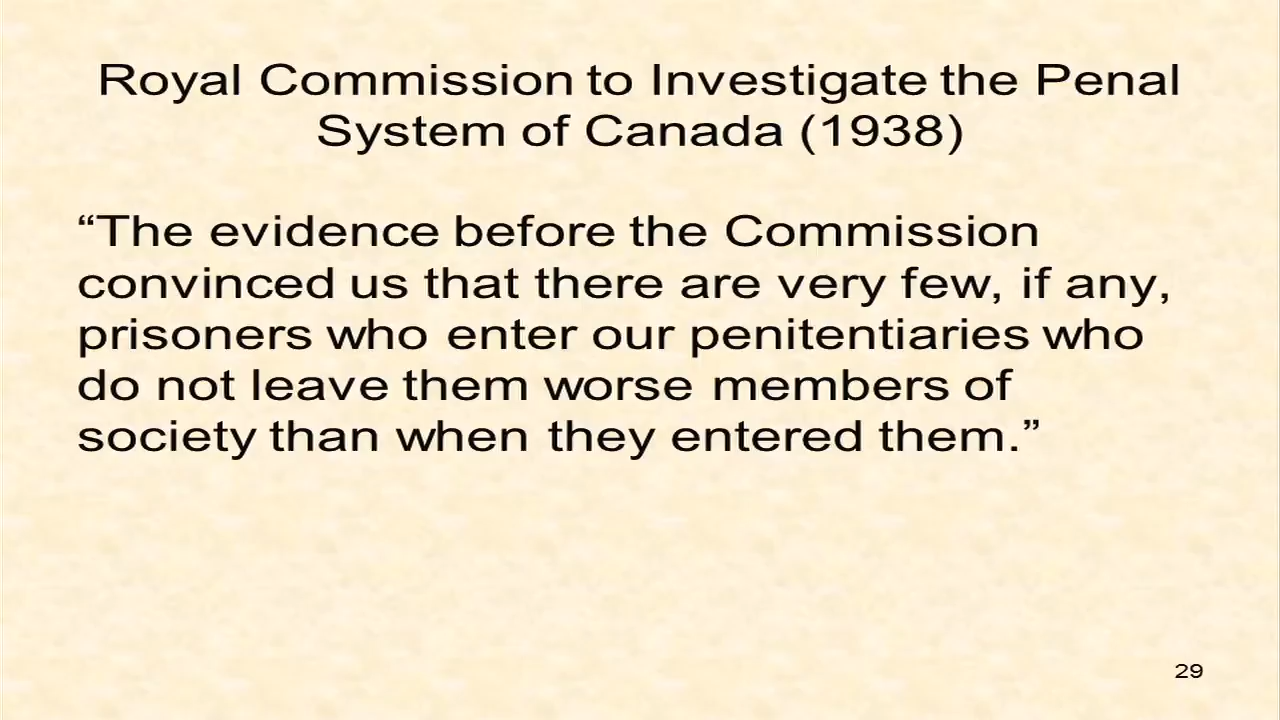 Royal Commission to Investigate the Penal
System of Canada (1938)
“The evidence before the Commission
convinced us that there are very few, if any,
prisoners who enter our penitentiaries who
do not leave them worse members of
society than when they entered them.”
29